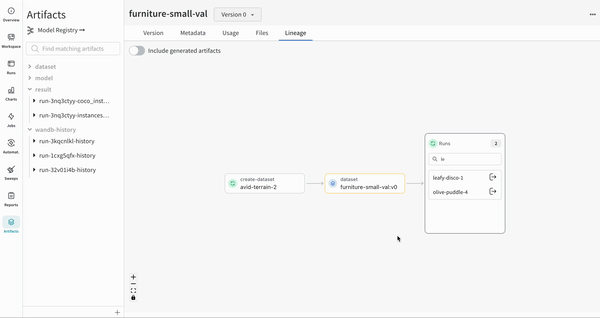 Overview
Workspace
Runs
Charts
Jobs
Automat..
Sweeps
Reports
Artifacts
Artifacts
Model Registry
Find matching artifacts
dataset
model
result
run-3nq3ctyy-coco_inst...
run-3nq3ctyy-instances...
wandb-history
run-3kqcnlkl-history
run-1cxg5qfx-history
run-32v01i4b-history
furniture-small-val
Version 0
Version
Metadata
Usage
Files
Lineage
Include generated artifacts
create-dataset
avid-terrain-2
dataset
furniture-small-val:v0
Runs
2
le
leafy-disco-1
olive-puddle-4